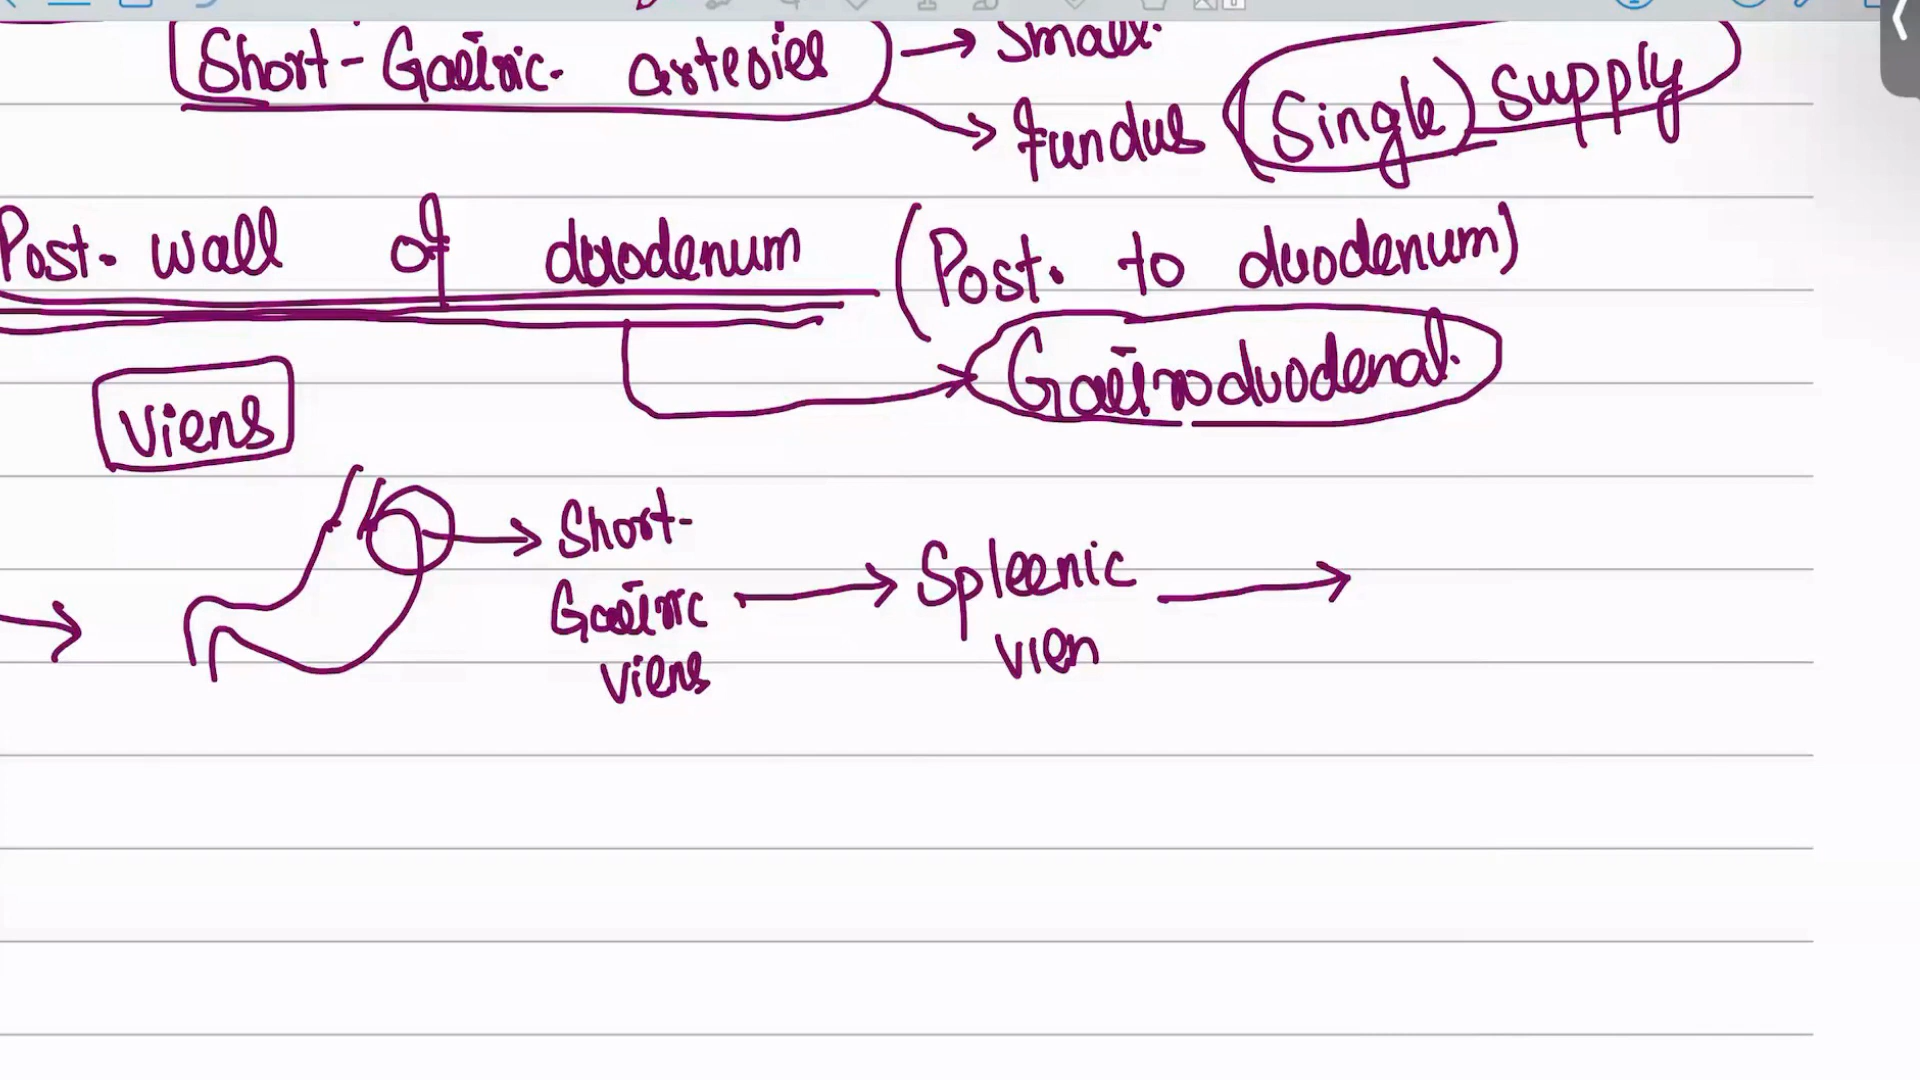 Short-Gastric. arteries → Small.
→ fundus (Single) supply
Post. wall of duodenum (Post. to duodenum)
Gastroduodenal.
Viens
Short-
Gastric
viens
→ Spleenic
vien →